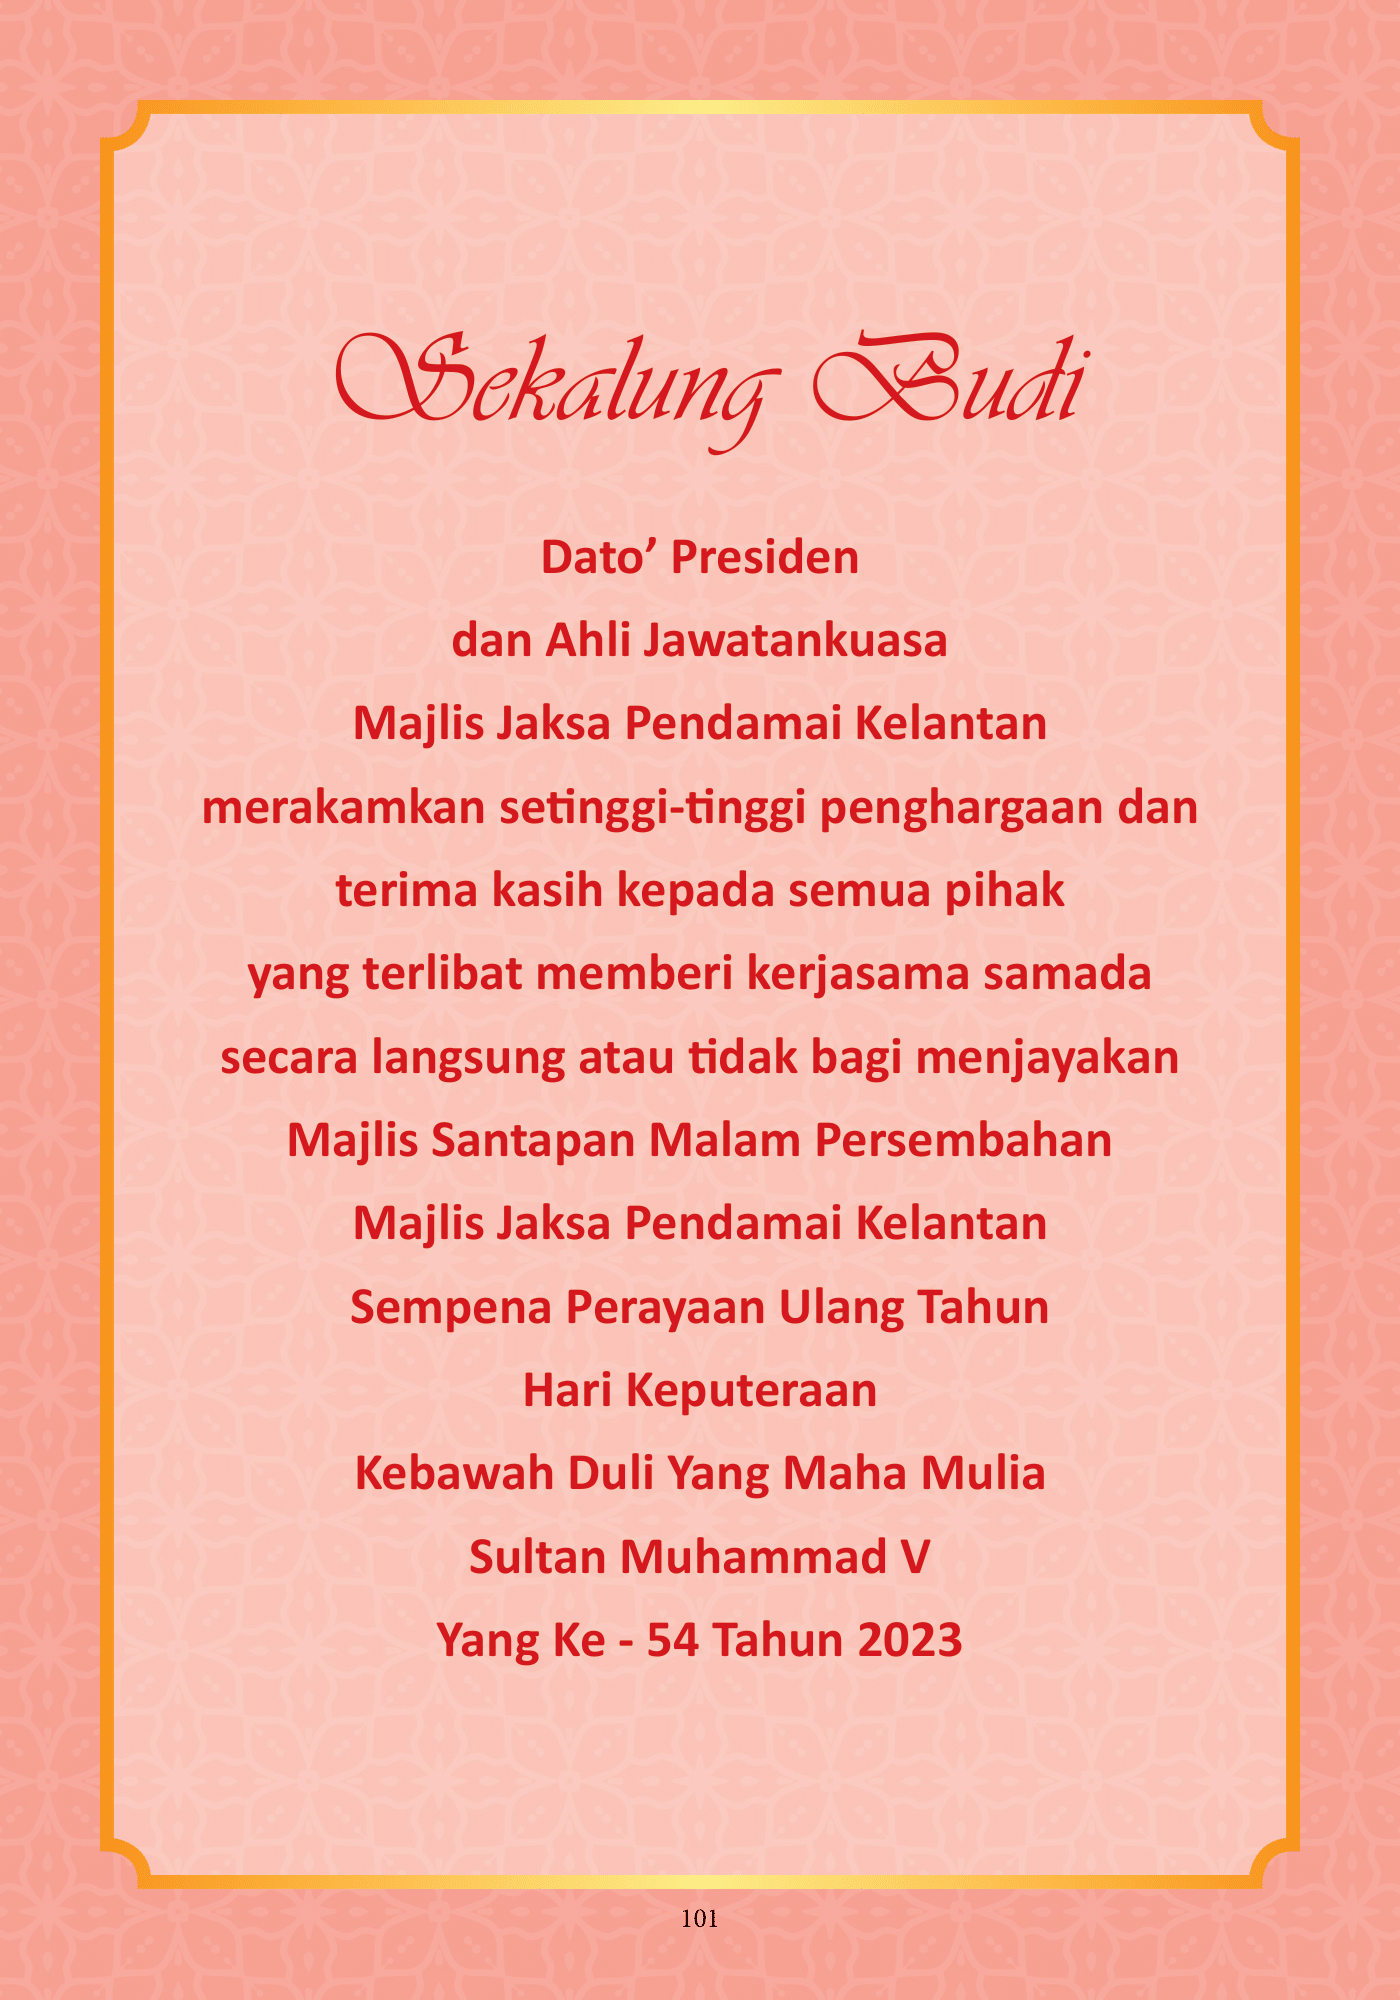 Sekalung Budi
Dato’ Presiden
dan Ahli Jawatankuasa
Majlis Jaksa Pendamai Kelantan
merakamkan setinggi-tinggi penghargaan dan
terima kasih kepada semua pihak
yang terlibat memberi kerjasama samada
secara langsung atau tidak bagi menjayakan
Majlis Santapan Malam Persembahan
Majlis Jaksa Pendamai Kelantan
Sempena Perayaan Ulang Tahun
Hari Keputeraan
Kebawah Duli Yang Maha Mulia
Sultan Muhammad V
Yang Ke - 54 Tahun 2023
101